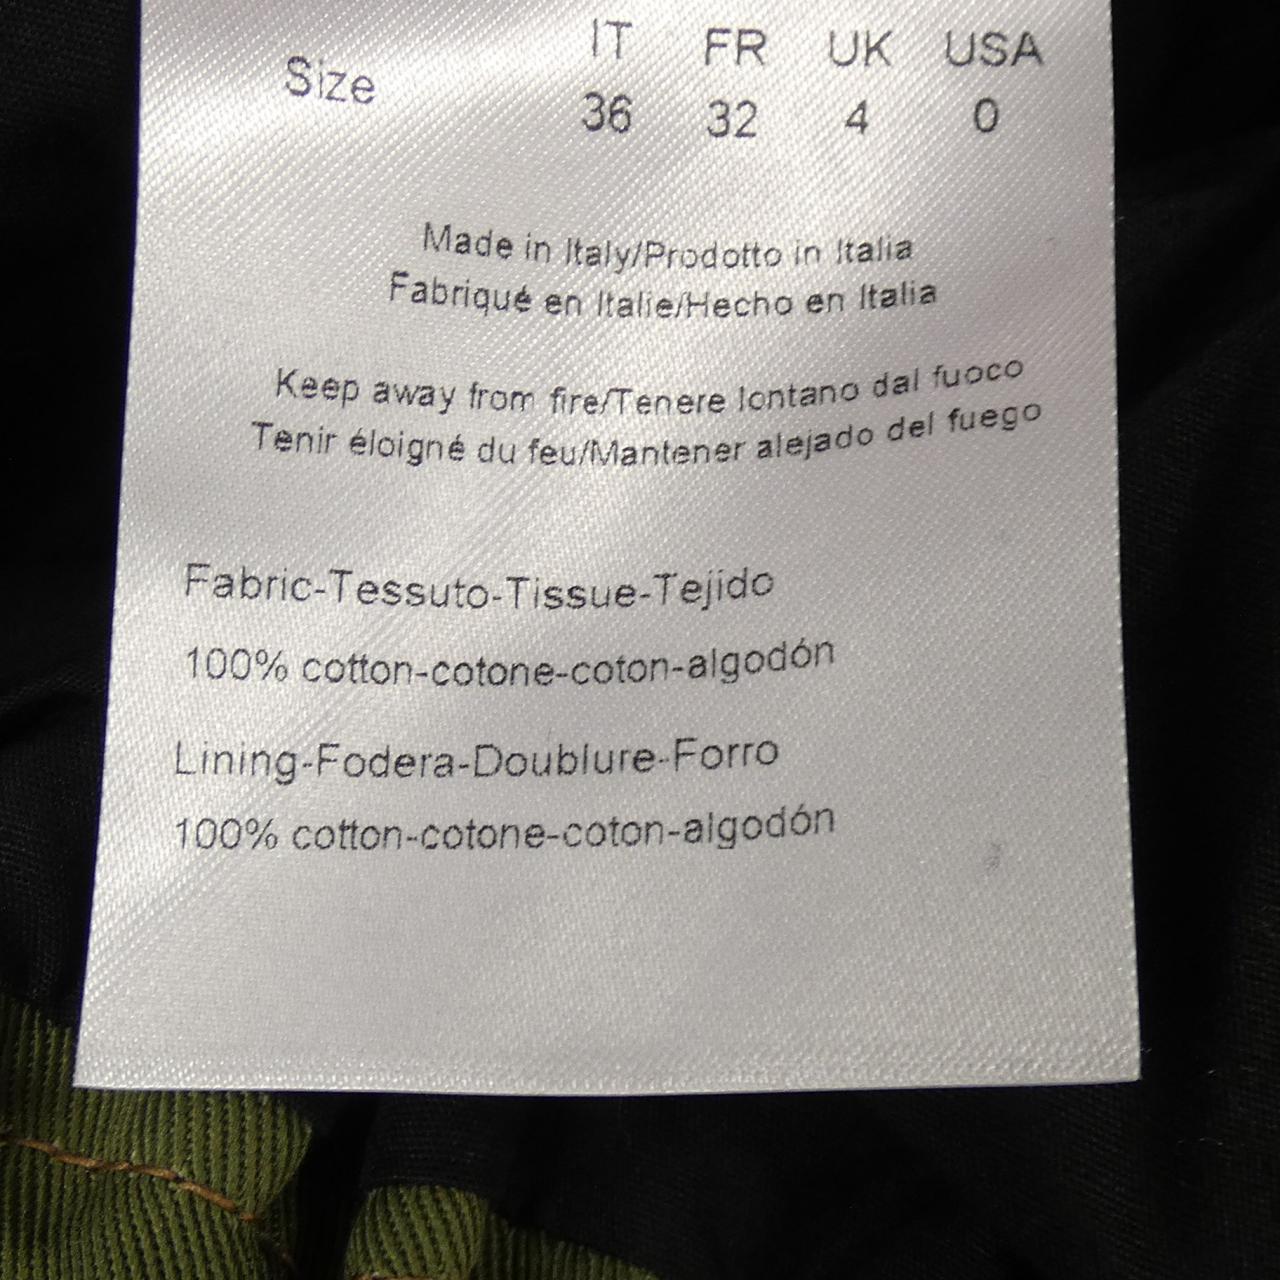 Size IT FR UK USA
36 32 4 0
Made in Italy/Prodotto in Italia
Fabriqué en Italie/Hecho en Italia
Keep away from fire/Tenere lontano dal fuoco
Tenir éloigné du feu/Mantener alejado del fuego
Fabric-Tessuto-Tissue-Tejido
100% cotton-cotone-coton-algodón
Lining-Fodera-Doublure-Forro
100% cotton-cotone-coton-algodón